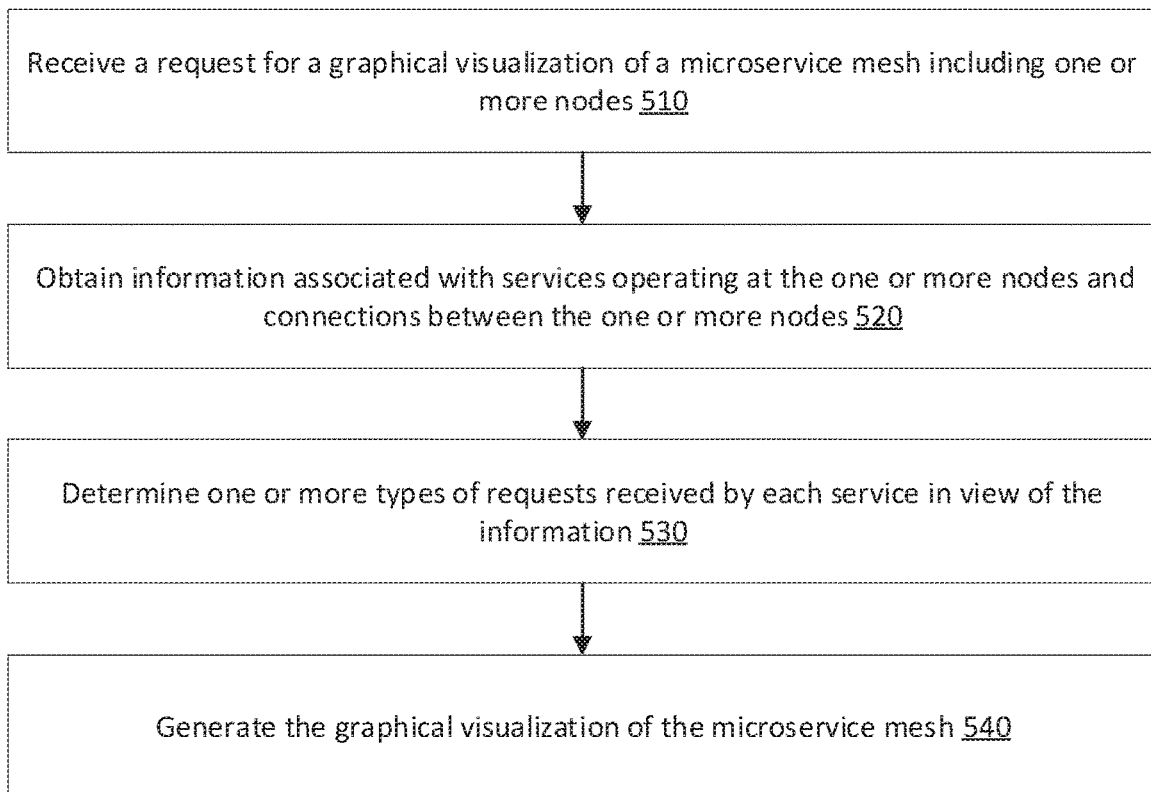 Receive a request for a graphical visualization of a microservice mesh including one or
more nodes 510
Obtain information associated with services operating at the one or more nodes and
connections between the one or more nodes 520
Determine one or more types of requests received by each service in view of the
information 530
Generate the graphical visualization of the microservice mesh 540